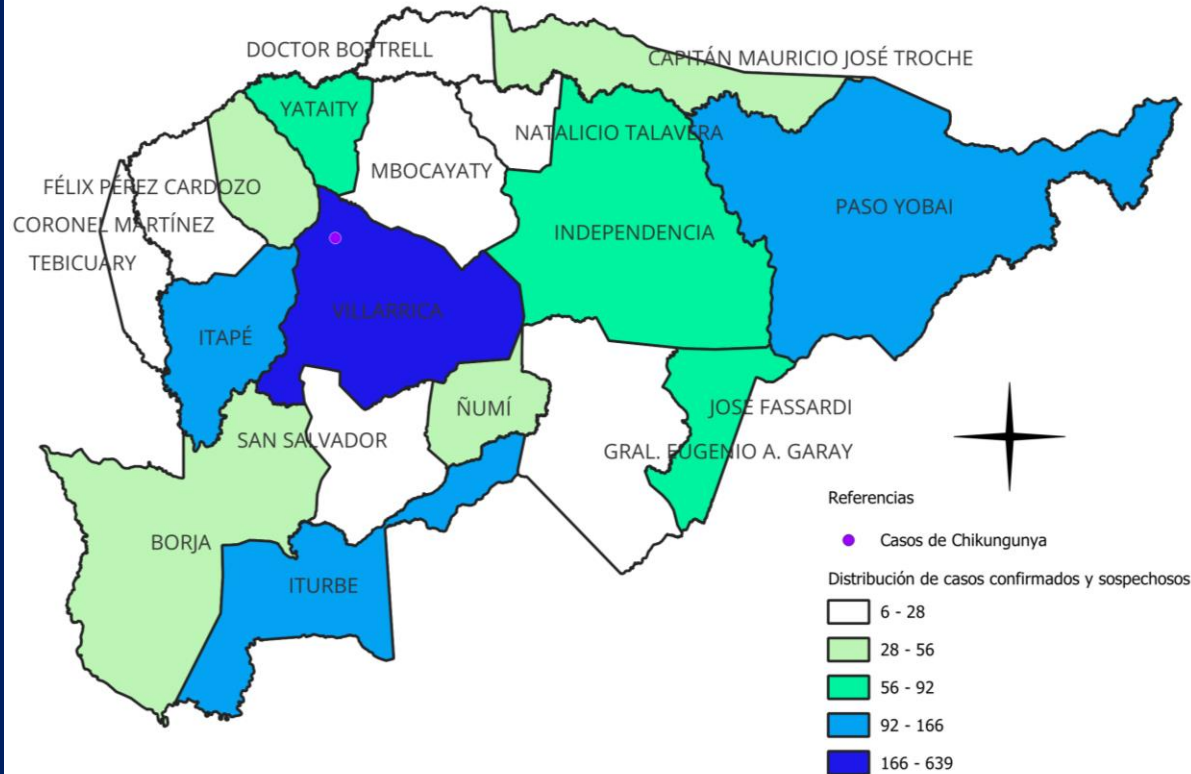 DOCTOR BOTTRELL
CAPITÁN MAURICIO JOSÉ TROCHE
YATAITY
NATALICIO TALAVERA
MBOCAYATY
FÉLIX PÉREZ CARDOZO
PASO YOBAI
CORONEL MARTÍNEZ
INDEPENDENCIA
TEBICUARY
VILLARRICA
ITAPÉ
ÑUMÍ
JOSE FASSARDI
SAN SALVADOR
GRAL. EUGENIO A. GARAY
BORJA
ITURBE
Referencias
Casos de Chikungunya
Distribución de casos confirmados y sospechosos
6 - 28
28 - 56
56 - 92
92 - 166
166 - 639